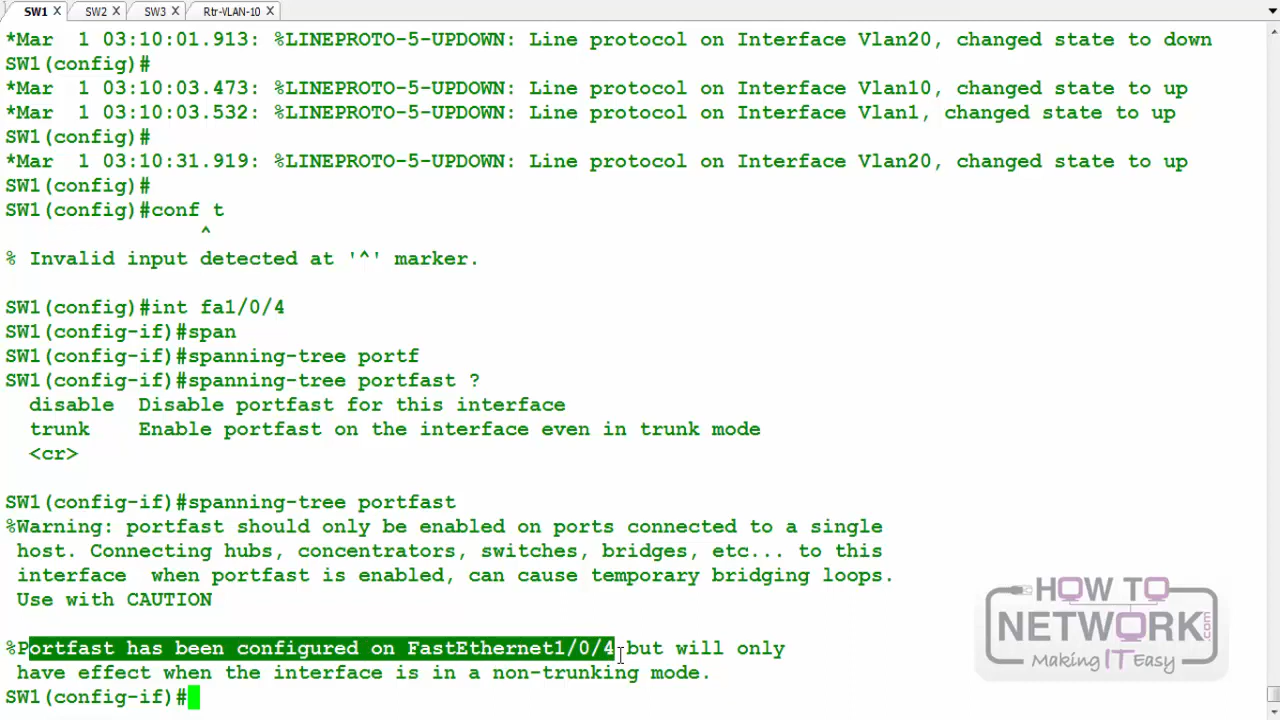 SW1 X SW2 X SW3 X Rtr-VLAN-10 X
*Mar  1 03:10:01.913: %LINEPROTO-5-UPDOWN: Line protocol on Interface Vlan20, changed state to down
SW1(config)#
*Mar  1 03:10:03.473: %LINEPROTO-5-UPDOWN: Line protocol on Interface Vlan10, changed state to up
*Mar  1 03:10:03.532: %LINEPROTO-5-UPDOWN: Line protocol on Interface Vlan1, changed state to up
SW1(config)#
*Mar  1 03:10:31.919: %LINEPROTO-5-UPDOWN: Line protocol on Interface Vlan20, changed state to up
SW1(config)#
SW1(config)#conf t
^
% Invalid input detected at '^' marker.
SW1(config)#int fa1/0/4
SW1(config-if)#span
SW1(config-if)#spanning-tree portf
SW1(config-if)#spanning-tree portfast ?
disable  Disable portfast for this interface
trunk    Enable portfast on the interface even in trunk mode
<cr>
SW1(config-if)#spanning-tree portfast
%Warning: portfast should only be enabled on ports connected to a single
host. Connecting hubs, concentrators, switches, bridges, etc... to this
interface  when portfast is enabled, can cause temporary bridging loops.
Use with CAUTION
%Portfast has been configured on FastEthernet1/0/4 but will only
have effect when the interface is in a non-trunking mode.
SW1(config-if)#
HOW TO
NETWORK.com
Making IT Easy